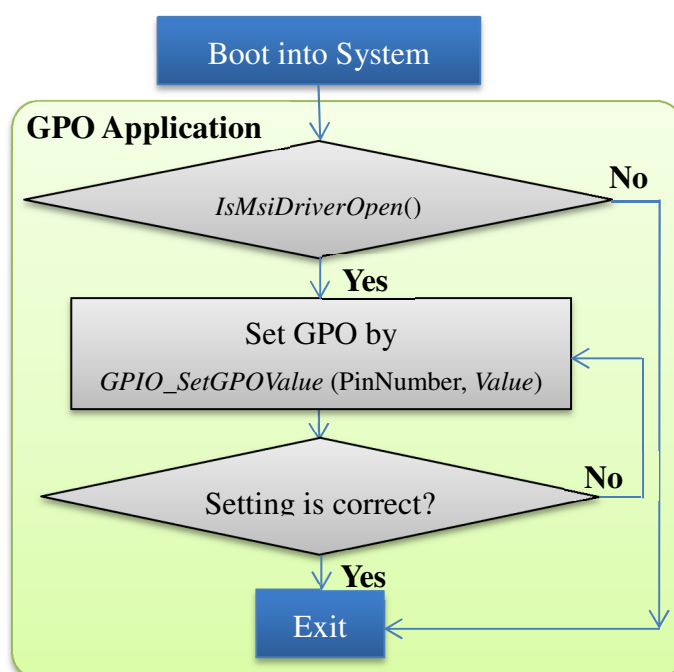 Boot into System
GPO Application
No
IsMsiDriverOpen()
Yes
Set GPO by
GPIO_SetGPOValue (PinNumber, Value)
No
Setting is correct?
Yes
Exit